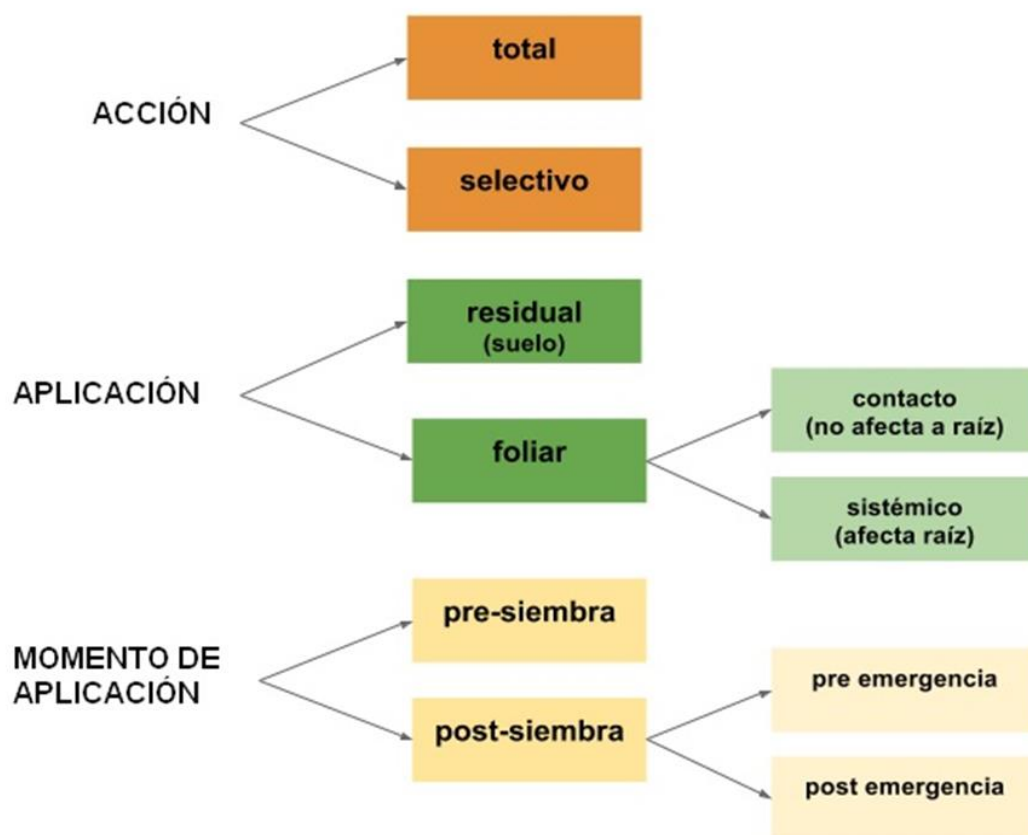 ACCIÓN
total
selectivo
APLICACIÓN
residual
(suelo)
foliar
contacto
(no afecta a raíz)
sistémico
(afecta raíz)
MOMENTO DE
APLICACIÓN
pre-siembra
post-siembra
pre emergencia
post emergencia